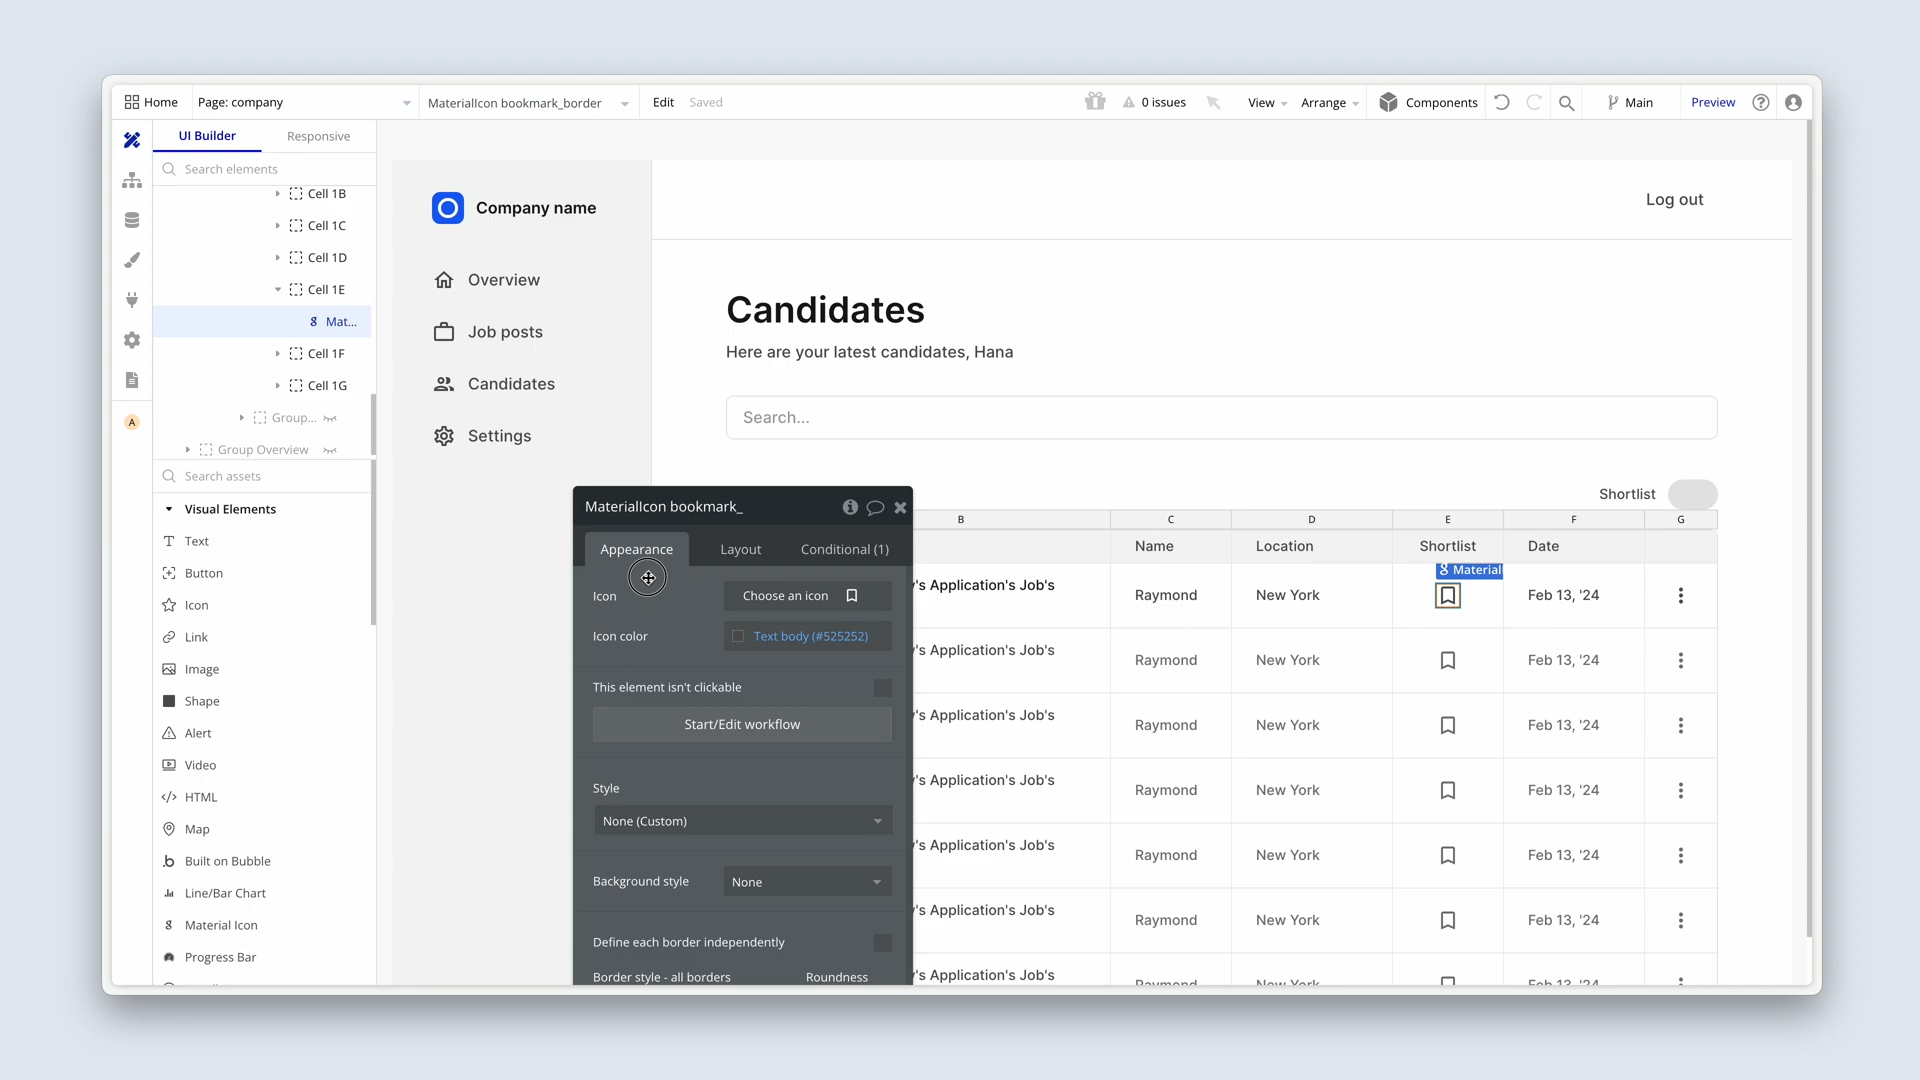 Home
Page: company
MaterialIcon bookmark_border
Edit
Saved
0 issues
View
Arrange
Components
Main
Preview
UI Builder
Responsive
Search elements
Cell 1B
Cell 1C
Cell 1D
Cell 1E
Mat...
Cell 1F
Cell 1G
Group...
Group Overview
A
Search assets
Visual Elements
Text
Button
Icon
Link
Image
Shape
Alert
Video
HTML
Map
Built on Bubble
Line/Bar Chart
Material Icon
Progress Bar
Company name
Overview
Job posts
Candidates
Settings
Log out
Candidates
Here are your latest candidates, Hana
Search...
Shortlist
B C D E F G
Name Location Shortlist Date
Material
's Application's Job's Raymond New York Feb 13, '24
's Application's Job's Raymond New York Feb 13, '24
's Application's Job's Raymond New York Feb 13, '24
's Application's Job's Raymond New York Feb 13, '24
's Application's Job's Raymond New York Feb 13, '24
's Application's Job's Raymond New York Feb 13, '24
's Application's Job's Raymond New York Feb 13, '24
MaterialIcon bookmark_
Appearance
Layout
Conditional (1)
Icon
Choose an icon
Icon color
Text body (#525252)
This element isn't clickable
Start/Edit workflow
Style
None (Custom)
Background style
None
Define each border independently
Border style - all borders
Roundness